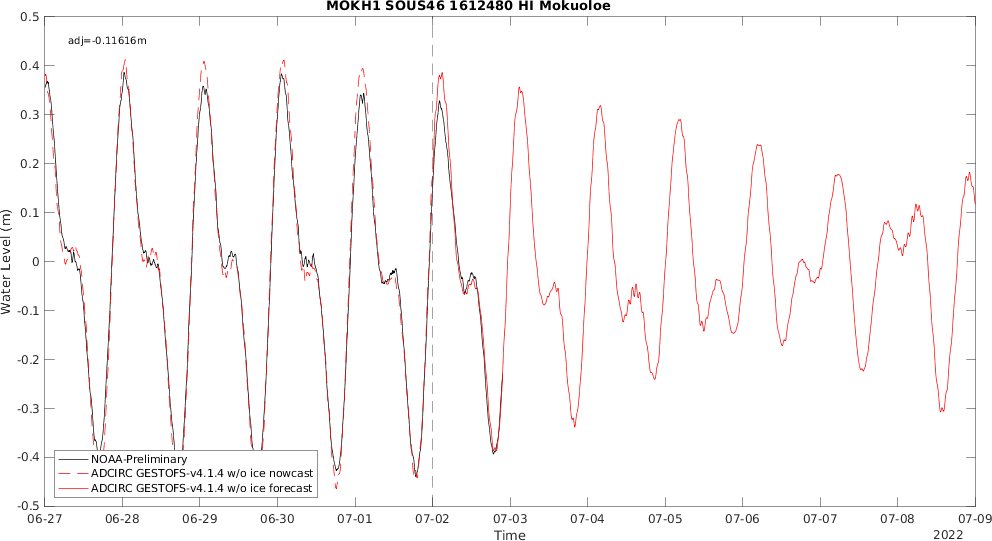 MOKH1 SOUS46 1612480 HI Mokuoloe
adj=-0.11616m
Water Level (m)
0.5
0.4
0.3
0.2
0.1
0
-0.1
-0.2
-0.3
-0.4
-0.5
NOAA-Preliminary
ADCIRC GESTOFS-v4.1.4 w/o ice nowcast
ADCIRC GESTOFS-v4.1.4 w/o ice forecast
06-27 06-28 06-29 06-30 07-01 07-02 07-03 07-04 07-05 07-06 07-07 07-08 07-09
Time
2022